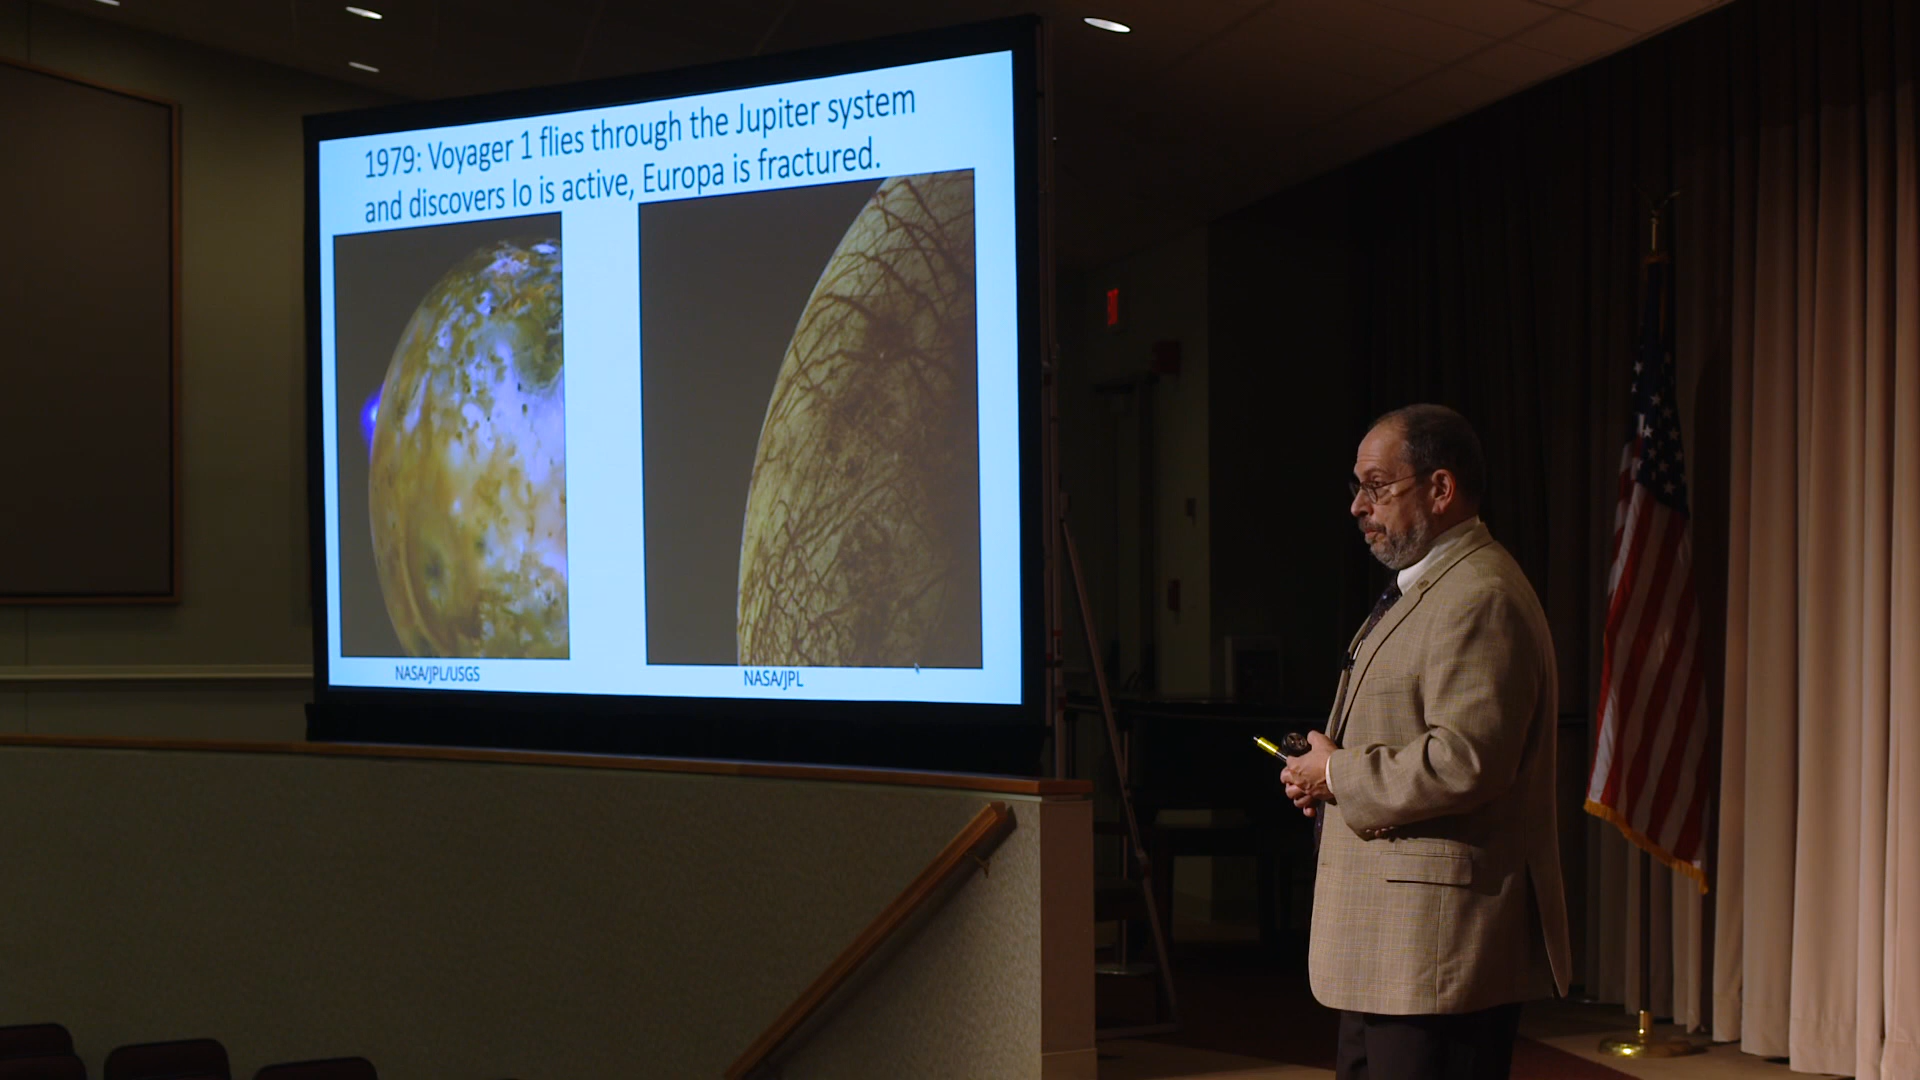 1979: Voyager 1 flies through the Jupiter system
and discovers Io is active, Europa is fractured.
NASA/JPL/USGS
NASA/JPL